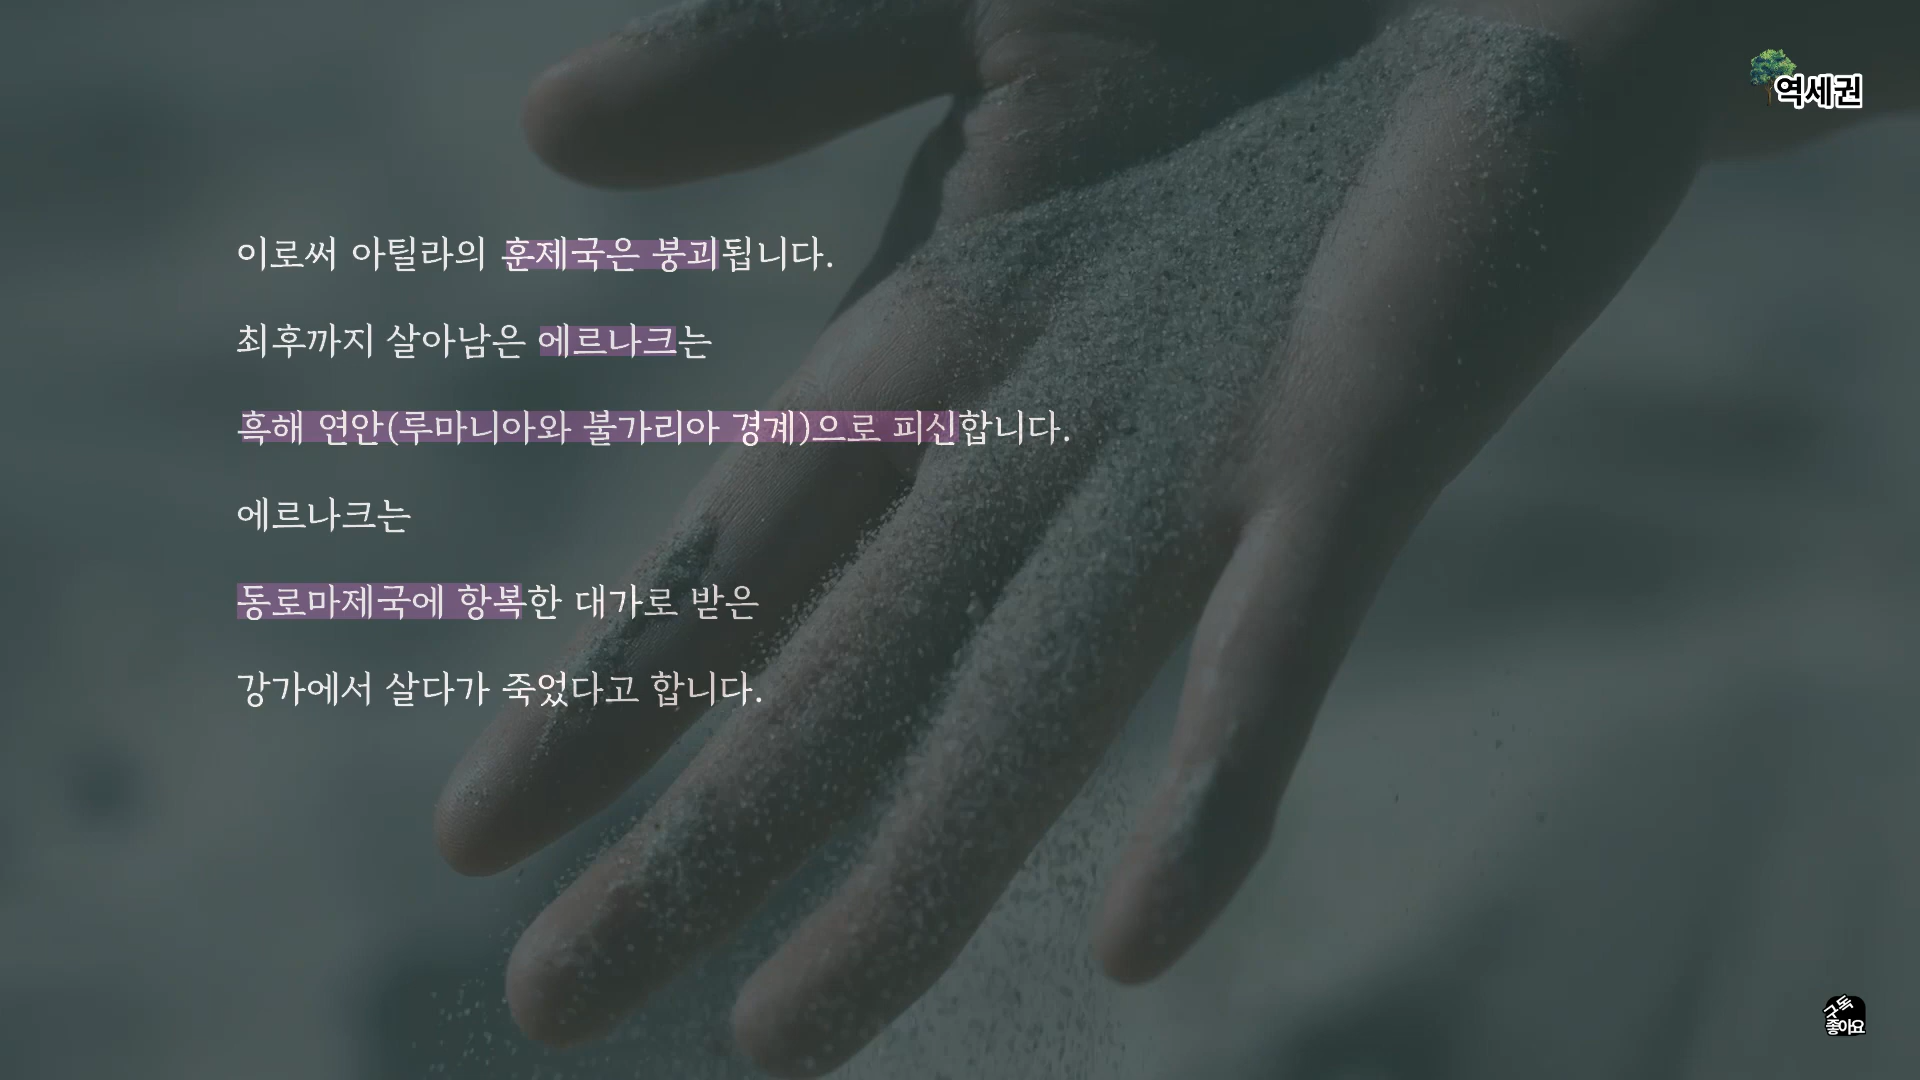 역세권
이로써 아틸라의 훈제국은 붕괴됩니다.
최후까지 살아남은 에르나크는
흑해 연안(루마니아와 불가리아 경계)으로 피신합니다.
에르나크는
동로마제국에 항복한 대가로 받은
강가에서 살다가 죽었다고 합니다.
구독
좋아요